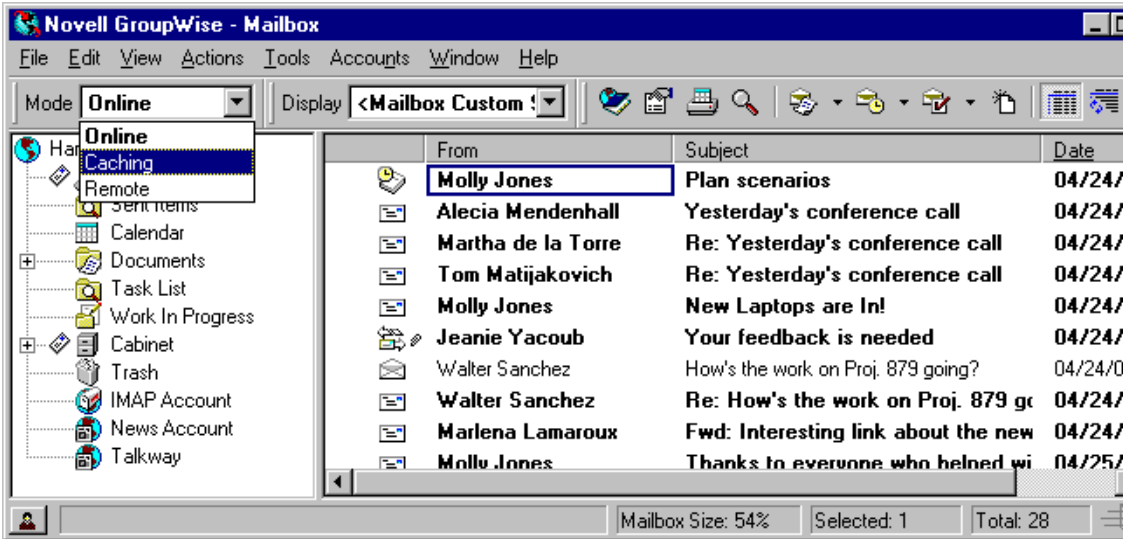 Novell GroupWise - Mailbox
File Edit View Actions Tools Accounts Window Help
Mode Online Display <Mailbox Custom
Online
Caching
Remote
Sent Items
Calendar
Documents
Task List
Work In Progress
Cabinet
Trash
IMAP Account
News Account
Talkway
From Subject Date
Molly Jones Plan scenarios 04/24/
Alecia Mendenhall Yesterday's conference call 04/24/
Martha de la Torre Re: Yesterday's conference call 04/24/
Tom Matijakovich Re: Yesterday's conference call 04/24/
Molly Jones New Laptops are In! 04/24/
Jeanie Yacoub Your feedback is needed 04/24/
Walter Sanchez How's the work on Proj. 879 going? 04/24/0
Walter Sanchez Re: How's the work on Proj. 879 go 04/24/
Marlena Lamaroux Fwd: Interesting link about the new 04/24/
Molly Jones Thanks to everyone who helped wi 04/25/
Mailbox Size: 54% Selected: 1 Total: 28